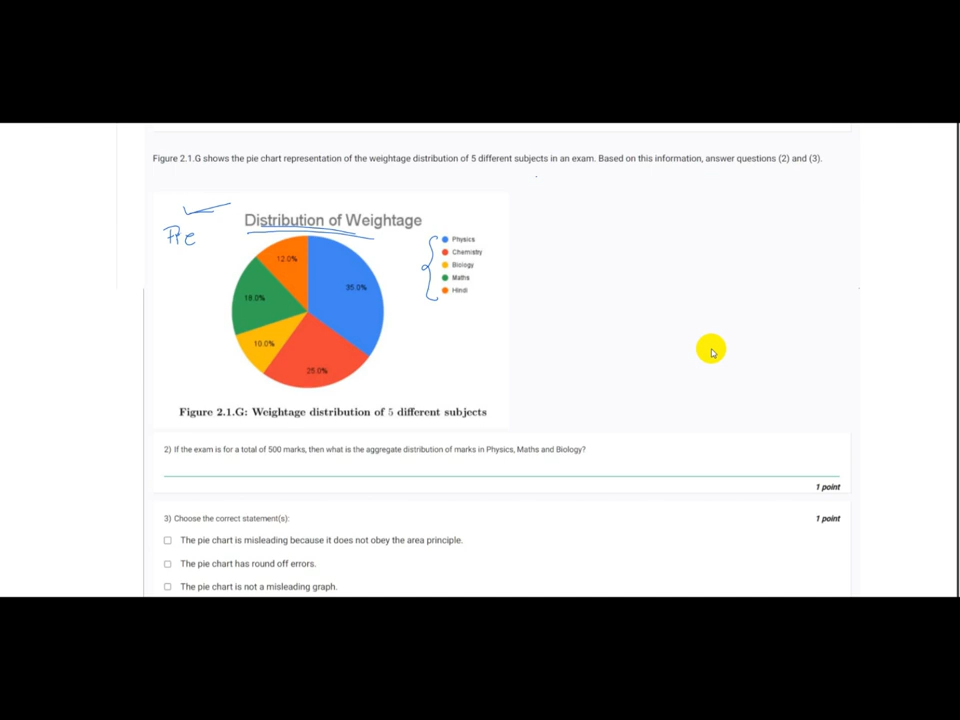 Figure 2.1.G shows the pie chart representation of the weightage distribution of 5 different subjects in an exam. Based on this information, answer questions (2) and (3).
Pie
Distribution of Weightage
Physics
Chemistry
Biology
Maths
Hindi
12.0%
35.0%
18.0%
10.0%
25.0%
Figure 2.1.G: Weightage distribution of 5 different subjects
2) If the exam is for a total of 500 marks, then what is the aggregate distribution of marks in Physics, Maths and Biology?
1 point
3) Choose the correct statement(s):
1 point
The pie chart is misleading because it does not obey the area principle.
The pie chart has round off errors.
The pie chart is not a misleading graph.